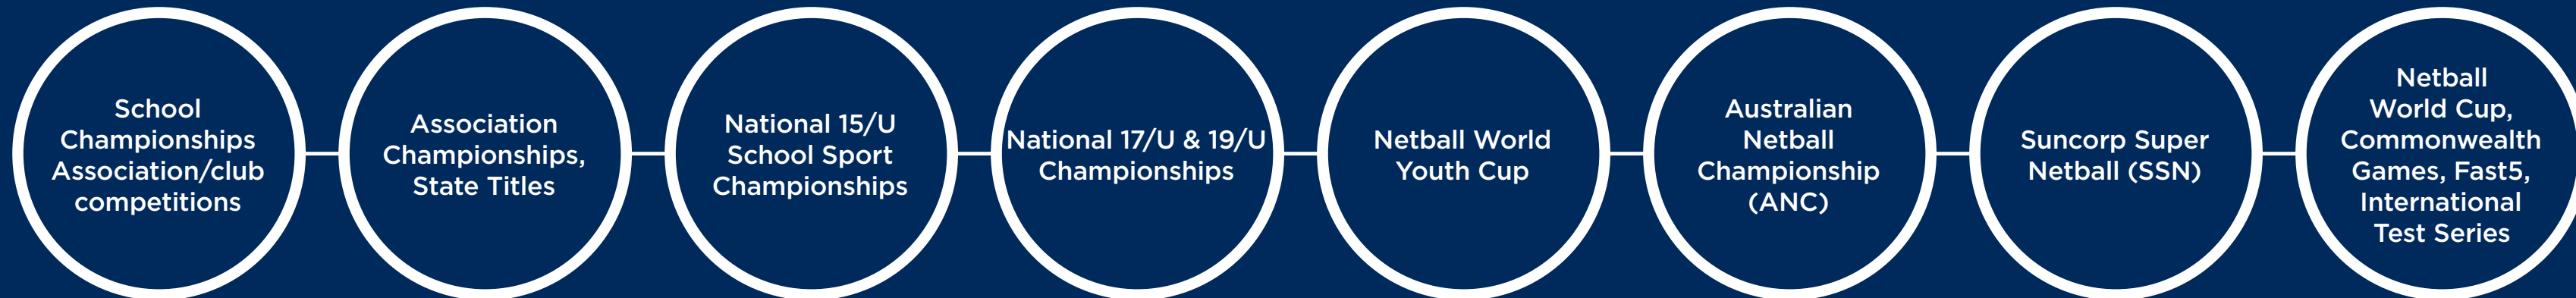 School
Championships
Association/club
competitions
Association
Championships,
State Titles
National 15/U
School Sport
Championships
National 17/U & 19/U
Championships
Netball World
Youth Cup
Australian
Netball
Championship
(ANC)
Suncorp Super
Netball (SSN)
Netball
World Cup,
Commonwealth
Games, Fast5,
International
Test Series